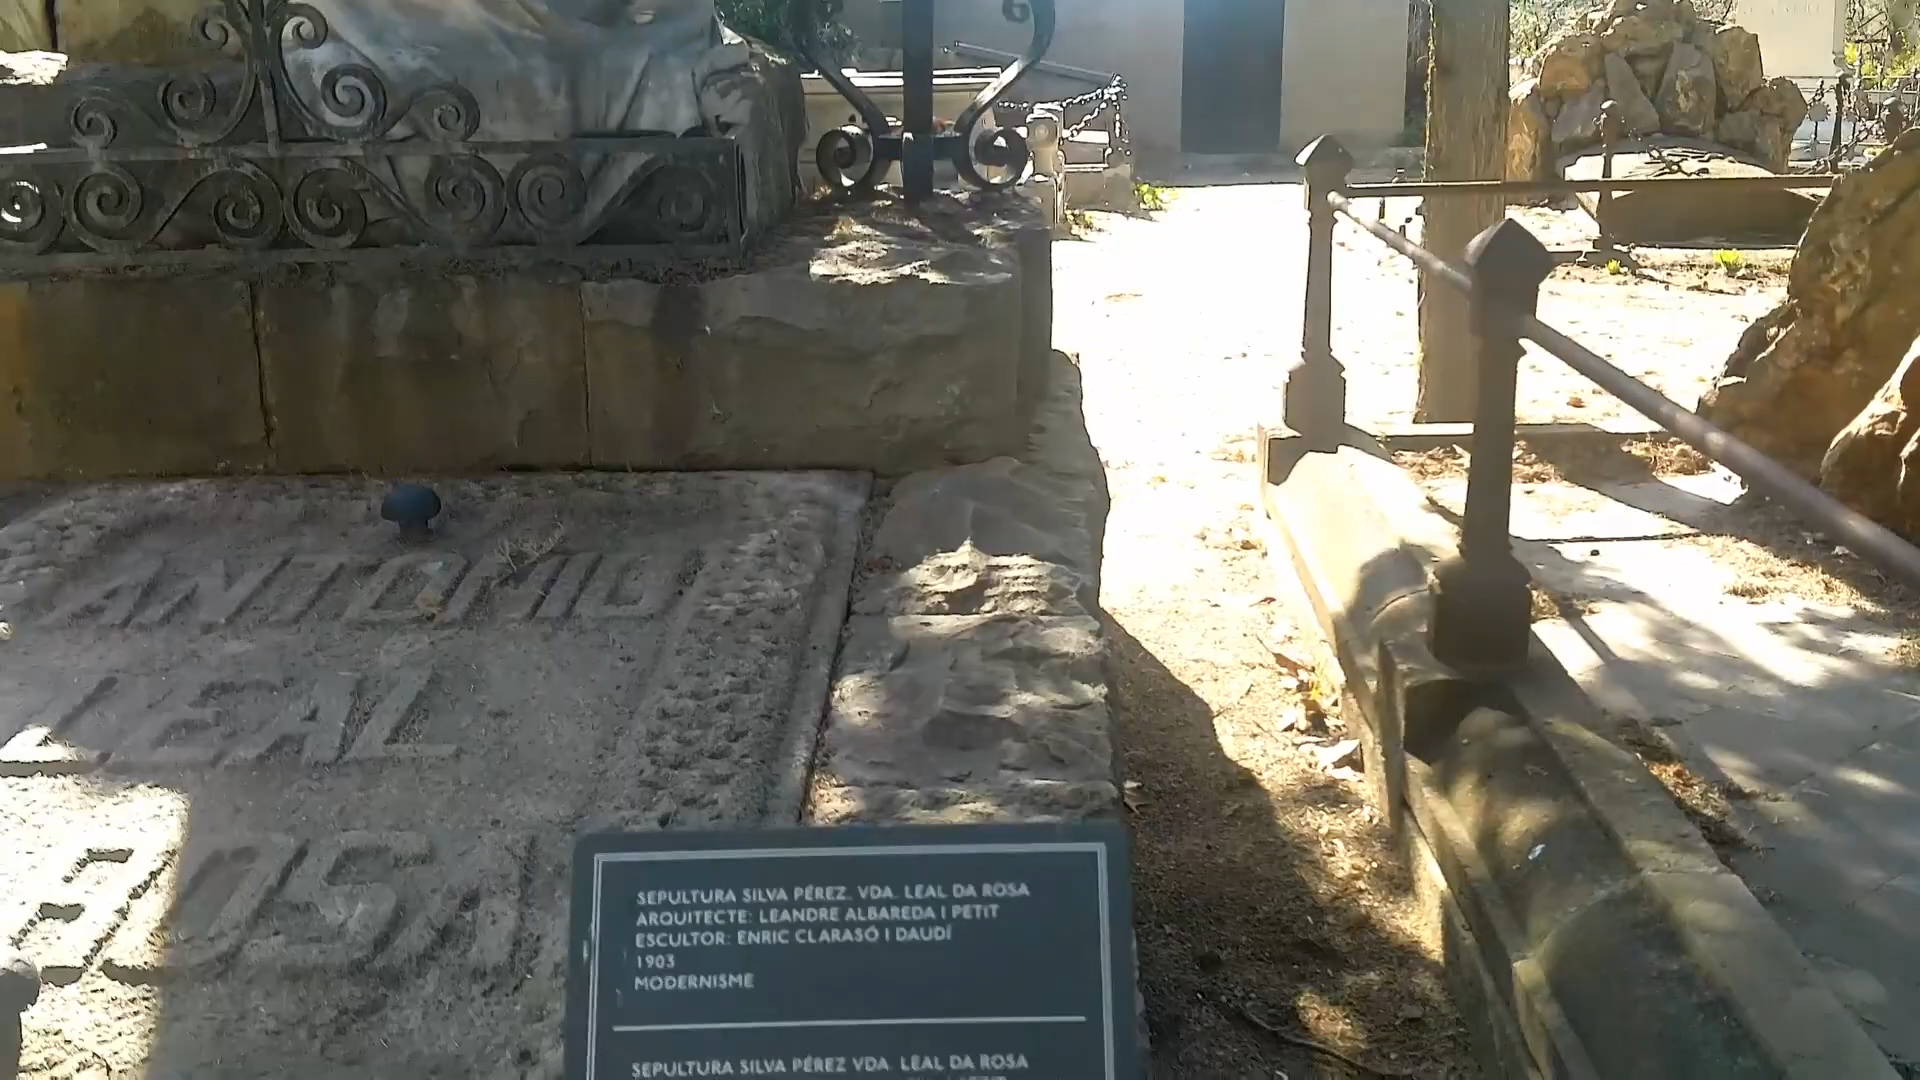 ANTONIO
LEAL
ROSA
SEPULTURA SILVA PÉREZ. VDA. LEAL DA ROSA
ARQUITECTE: LEANDRE ALBAREDA I PETIT
ESCULTOR: ENRIC CLARASÓ I DAUDÍ
1903
MODERNISME
SEPULTURA SILVA PÉREZ VDA. LEAL DA ROSA